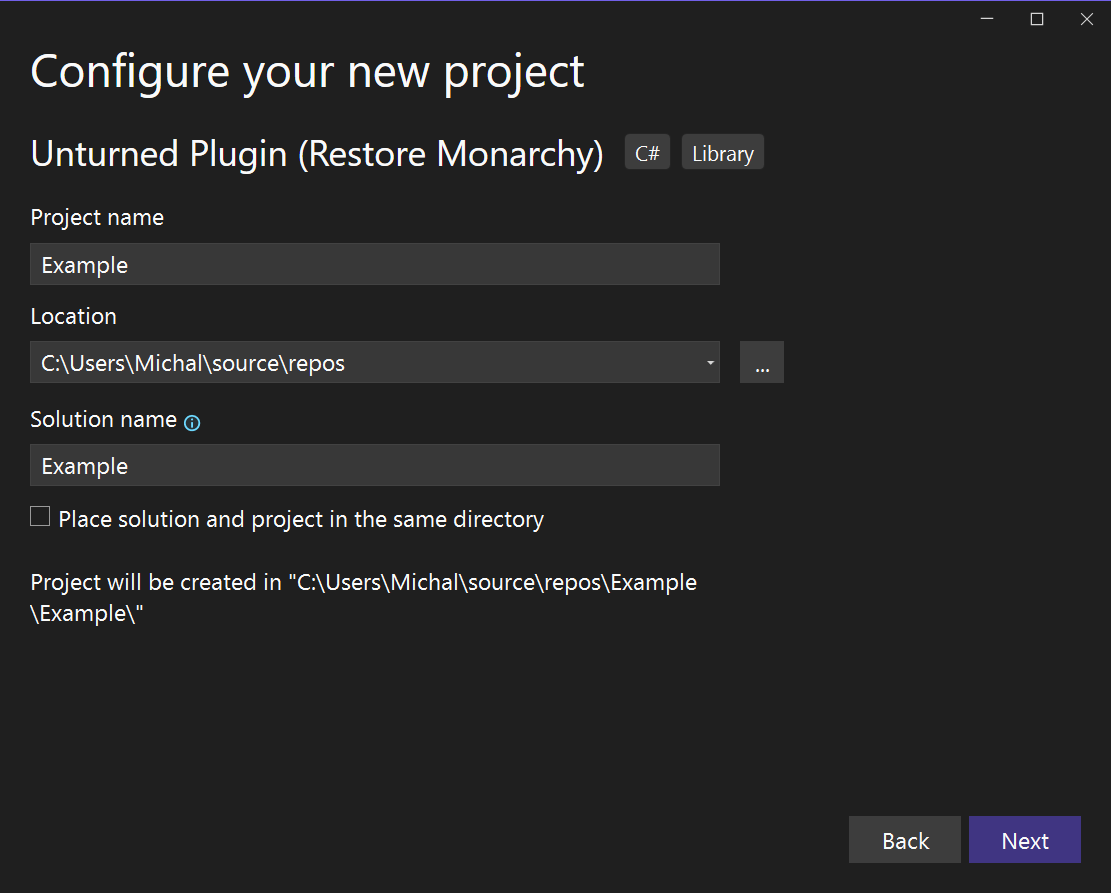 Configure your new project
Unturned Plugin (Restore Monarchy) C# Library
Project name
Example
Location
C:\Users\Michal\source\repos
...
Solution name
Example
Place solution and project in the same directory
Project will be created in "C:\Users\Michal\source\repos\Example
\Example\"
Back Next